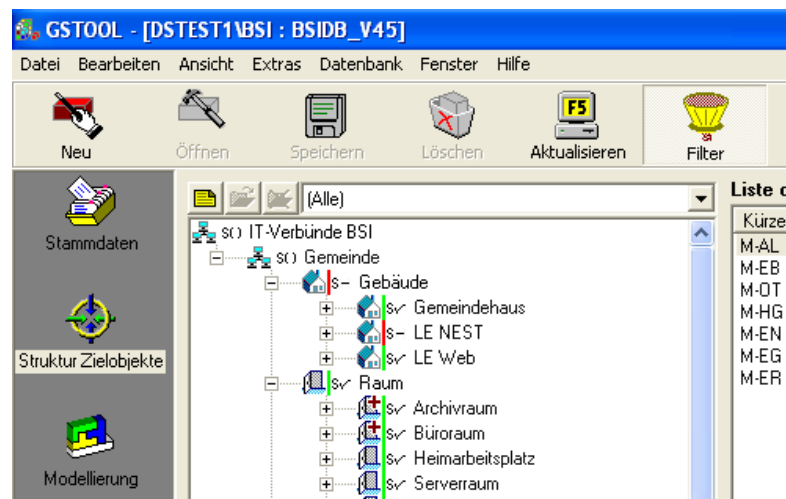 GSTOOL - [DSTEST1\BSI : BSIDB_V45]
Datei Bearbeiten Ansicht Extras Datenbank Fenster Hilfe
F5
Neu Öffnen Speichern Löschen Aktualisieren Filter
Stammdaten
Struktur Zielobjekte
Modellierung
(Alle)
S() IT-Verbünde BSI
S() Gemeinde
S- Gebäude
S✓ Gemeindehaus
S- LE NEST
S✓ LE Web
S✓ Raum
S✓ Archivraum
S✓ Büroraum
S✓ Heimarbeitsplatz
S✓ Serverraum
Liste
Kürze
M-AL
M-EB
M-OT
M-HG
M-EN
M-EG
M-ER